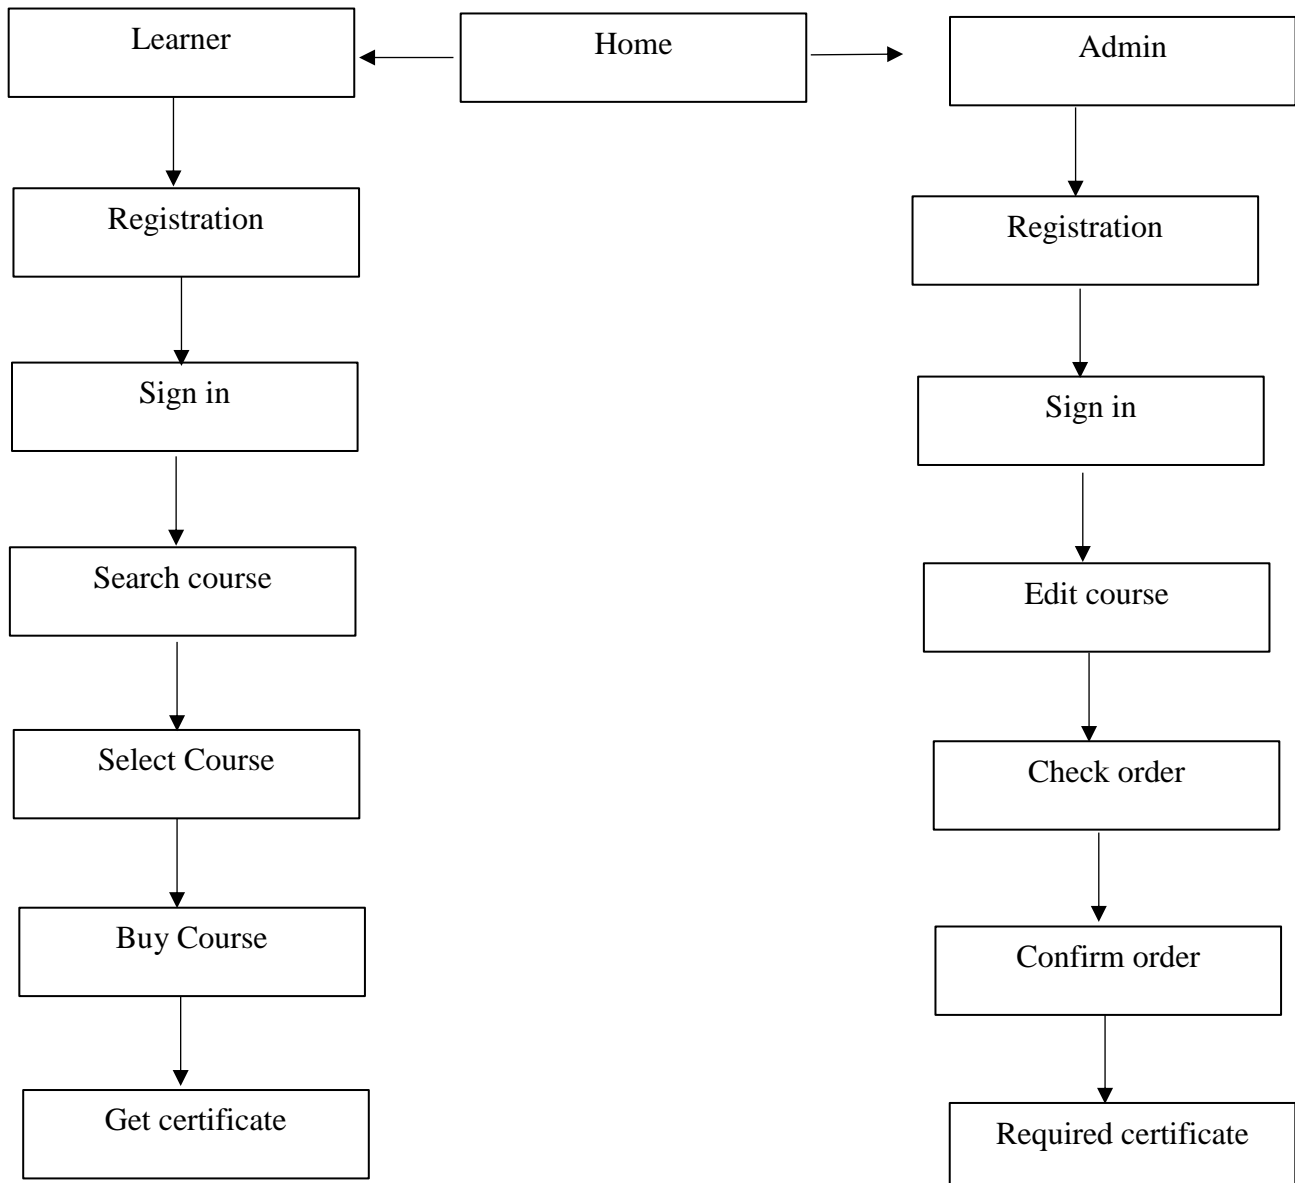 Learner
Home
Admin
Registration
Registration
Sign in
Sign in
Search course
Edit course
Select Course
Check order
Buy Course
Confirm order
Get certificate
Required certificate